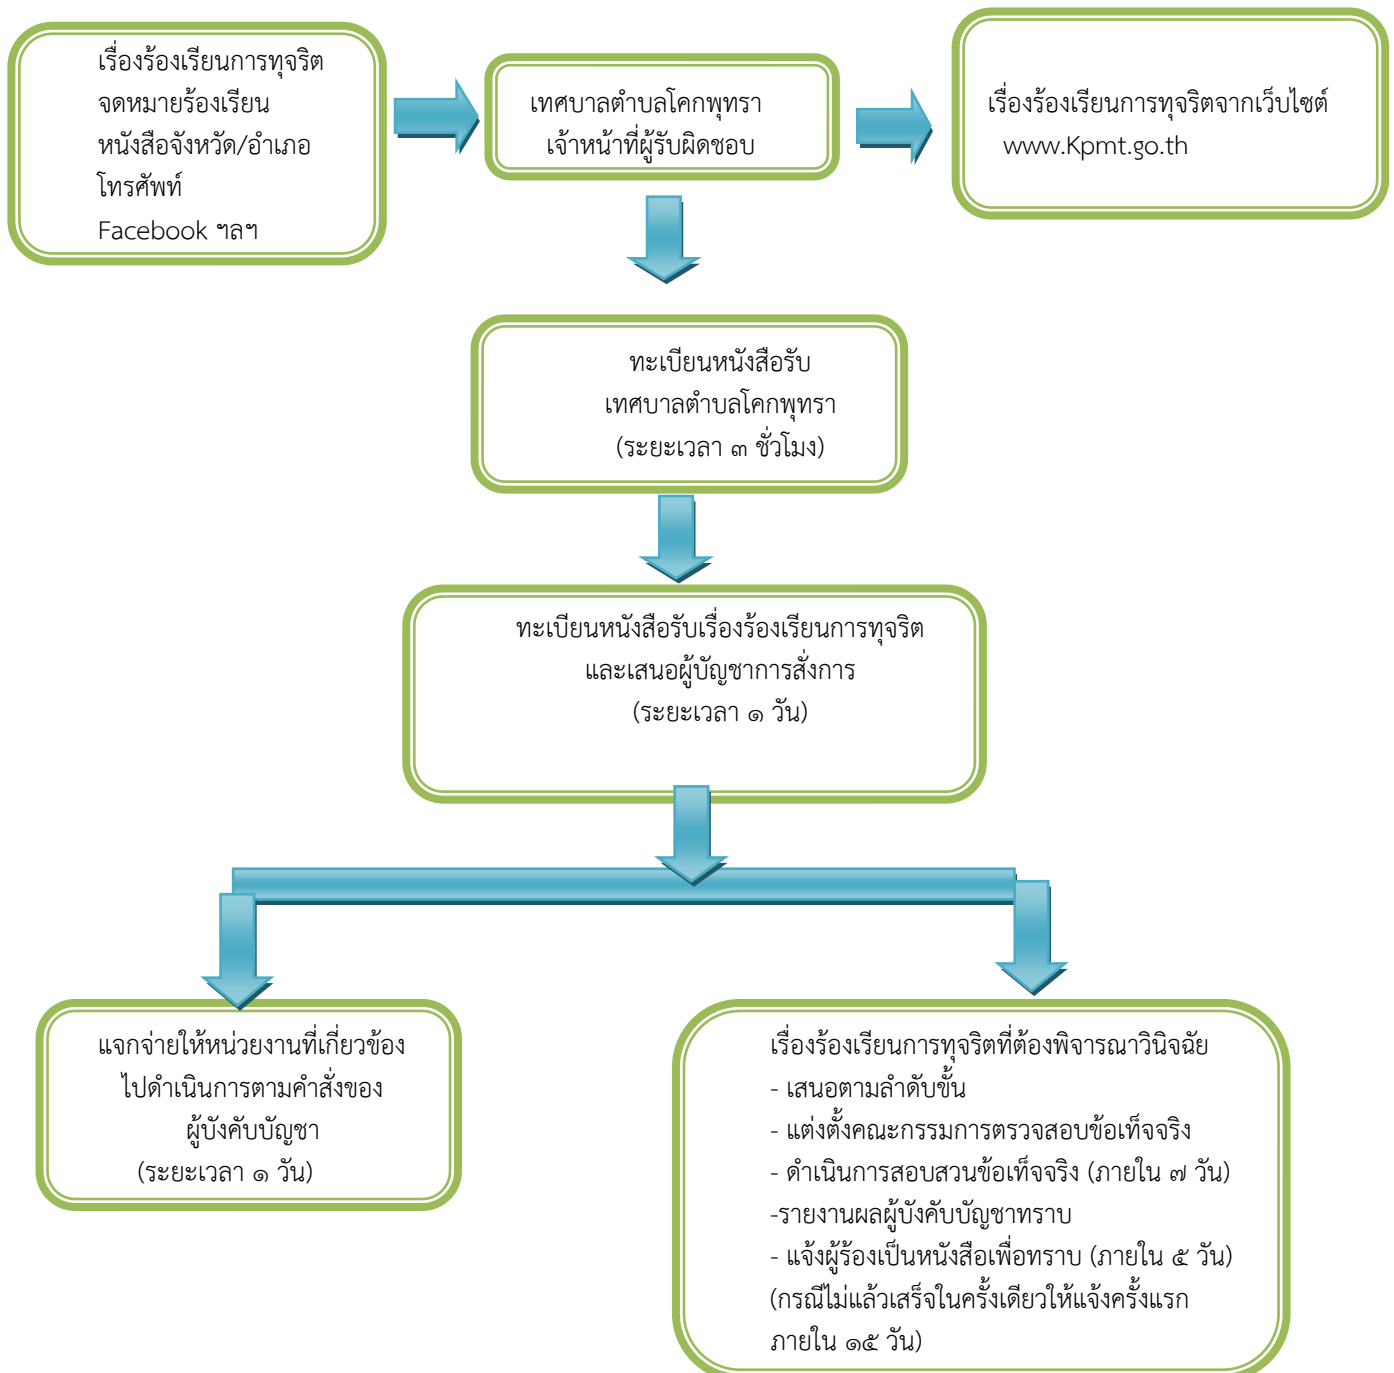 เรื่องร้องเรียนการทุจริต
จดหมายร้องเรียน
หนังสือจังหวัด/อำเภอ
โทรศัพท์
Facebook ฯลฯ
เทศบาลตำบลโคกพุทรา
เจ้าหน้าที่ผู้รับผิดชอบ
เรื่องร้องเรียนการทุจริตจากเว็บไซต์
www.Kpmt.go.th
ทะเบียนหนังสือรับ
เทศบาลตำบลโคกพุทรา
(ระยะเวลา ๓ ชั่วโมง)
ทะเบียนหนังสือรับเรื่องร้องเรียนการทุจริต
และเสนอผู้บัญชาการสั่งการ
(ระยะเวลา ๑ วัน)
แจกจ่ายให้หน่วยงานที่เกี่ยวข้อง
ไปดำเนินการตามคำสั่งของ
ผู้บังคับบัญชา
(ระยะเวลา ๑ วัน)
เรื่องร้องเรียนการทุจริตที่ต้องพิจารณาวินิจฉัย
- เสนอตามลำดับขั้น
- แต่งตั้งคณะกรรมการตรวจสอบข้อเท็จจริง
- ดำเนินการสอบสวนข้อเท็จจริง (ภายใน ๗ วัน)
-รายงานผลผู้บังคับบัญชาทราบ
- แจ้งผู้ร้องเป็นหนังสือเพื่อทราบ (ภายใน ๕ วัน)
(กรณีไม่แล้วเสร็จในครั้งเดียวให้แจ้งครั้งแรก
ภายใน ๑๕ วัน)